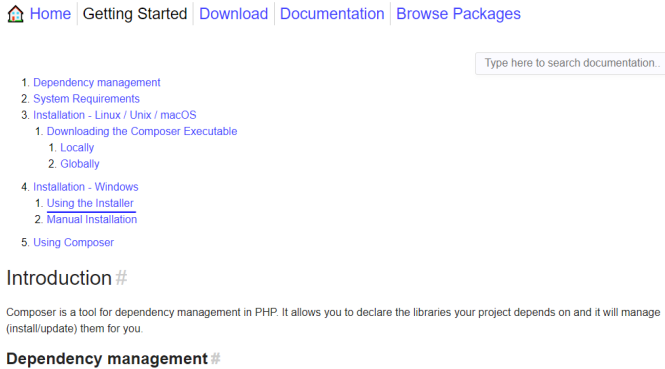 Home Getting Started Download Documentation Browse Packages
Type here to search documentation..
1. Dependency management
2. System Requirements
3. Installation - Linux / Unix / macOS
1. Downloading the Composer Executable
1. Locally
2. Globally
4. Installation - Windows
1. Using the Installer
2. Manual Installation
5. Using Composer
Introduction #
Composer is a tool for dependency management in PHP. It allows you to declare the libraries your project depends on and it will manage
(install/update) them for you.
Dependency management #